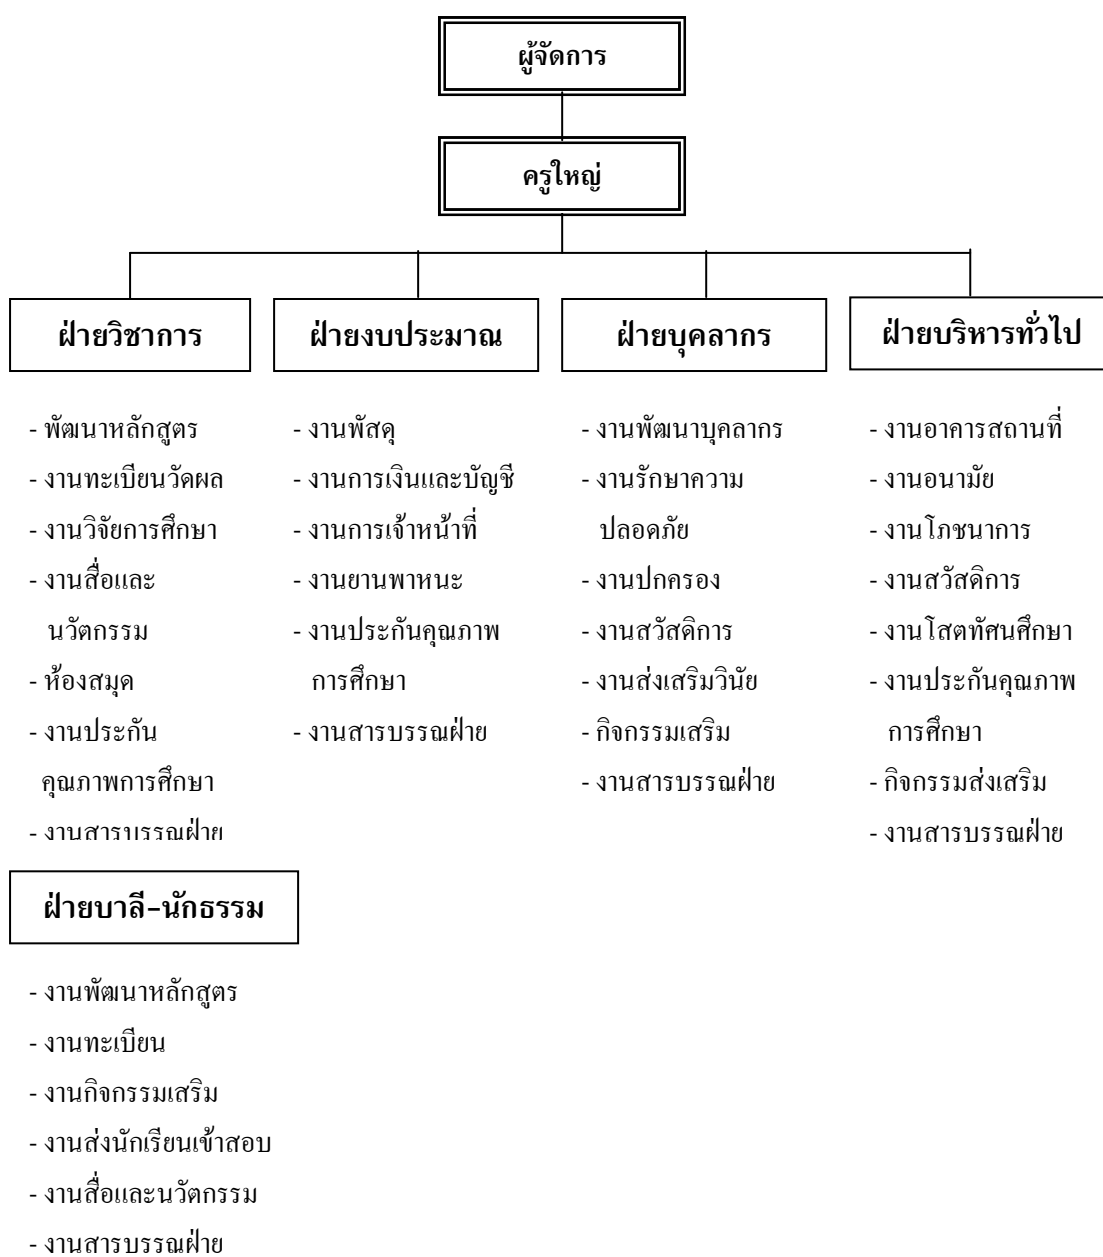 ผู้จัดการ
ครูใหญ่
ฝ่ายวิชาการ
- พัฒนาหลักสูตร
- งานทะเบียนวัดผล
- งานวิจัยการศึกษา
- งานสื่อและ
นวัตกรรม
- ห้องสมุด
- งานประกัน
คุณภาพการศึกษา
- งานสารบรรณฝ่าย
ฝ่ายงบประมาณ
- งานพัสดุ
- งานการเงินและบัญชี
- งานการเจ้าหน้าที่
- งานยานพาหนะ
- งานประกันคุณภาพ
การศึกษา
- งานสารบรรณฝ่าย
ฝ่ายบุคลากร
- งานพัฒนาบุคลากร
- งานรักษาความ
ปลอดภัย
- งานปกครอง
- งานสวัสดิการ
- งานส่งเสริมวินัย
- กิจกรรมเสริม
- งานสารบรรณฝ่าย
ฝ่ายบริหารทั่วไป
- งานอาคารสถานที่
- งานอนามัย
- งานโภชนาการ
- งานสวัสดิการ
- งานโสตทัศนศึกษา
- งานประกันคุณภาพ
การศึกษา
- กิจกรรมส่งเสริม
- งานสารบรรณฝ่าย
ฝ่ายบาลี-นักธรรม
- งานพัฒนาหลักสูตร
- งานทะเบียน
- งานกิจกรรมเสริม
- งานส่งนักเรียนเข้าสอบ
- งานสื่อและนวัตกรรม
- งานสารบรรณฝ่าย